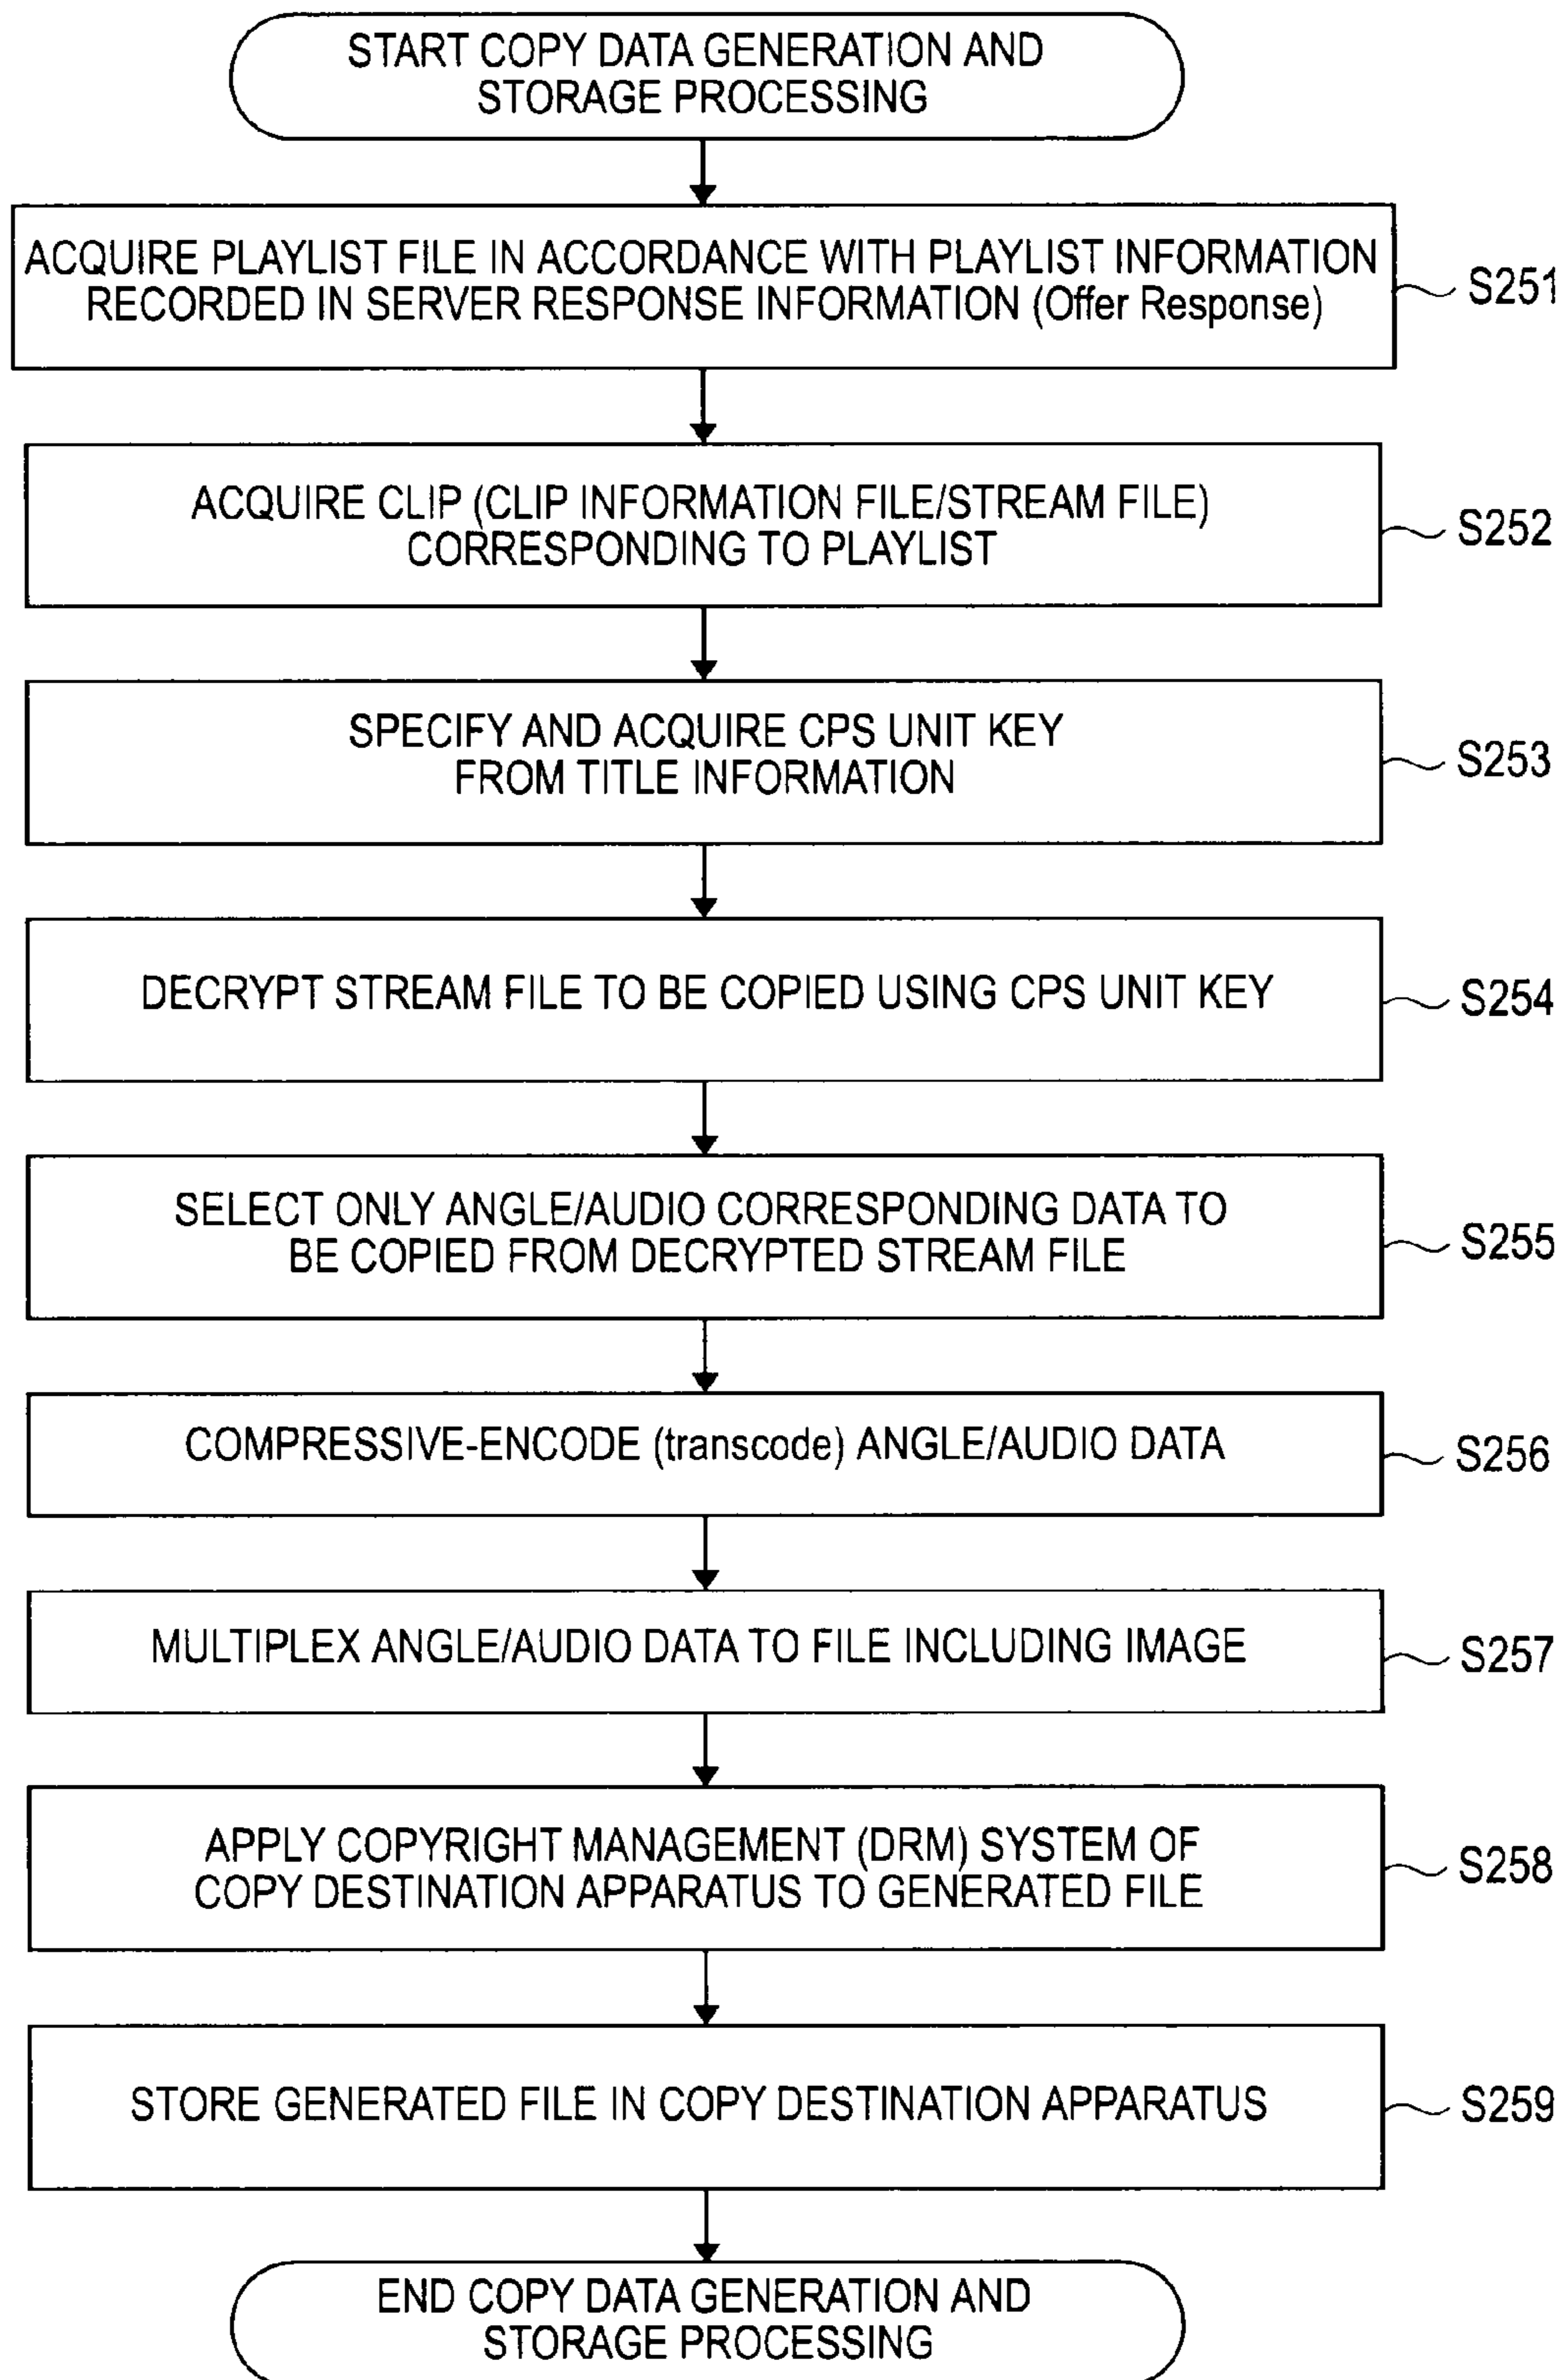 START COPY DATA GENERATION AND
STORAGE PROCESSING
ACQUIRE PLAYLIST FILE IN ACCORDANCE WITH PLAYLIST INFORMATION
RECORDED IN SERVER RESPONSE INFORMATION (Offer Response)
S251
ACQUIRE CLIP (CLIP INFORMATION FILE/STREAM FILE)
CORRESPONDING TO PLAYLIST
S252
SPECIFY AND ACQUIRE CPS UNIT KEY
FROM TITLE INFORMATION
S253
DECRYPT STREAM FILE TO BE COPIED USING CPS UNIT KEY
S254
SELECT ONLY ANGLE/AUDIO CORRESPONDING DATA TO
BE COPIED FROM DECRYPTED STREAM FILE
S255
COMPRESSIVE-ENCODE (transcode) ANGLE/AUDIO DATA
S256
MULTIPLEX ANGLE/AUDIO DATA TO FILE INCLUDING IMAGE
S257
APPLY COPYRIGHT MANAGEMENT (DRM) SYSTEM OF
COPY DESTINATION APPARATUS TO GENERATED FILE
S258
STORE GENERATED FILE IN COPY DESTINATION APPARATUS
S259
END COPY DATA GENERATION AND
STORAGE PROCESSING